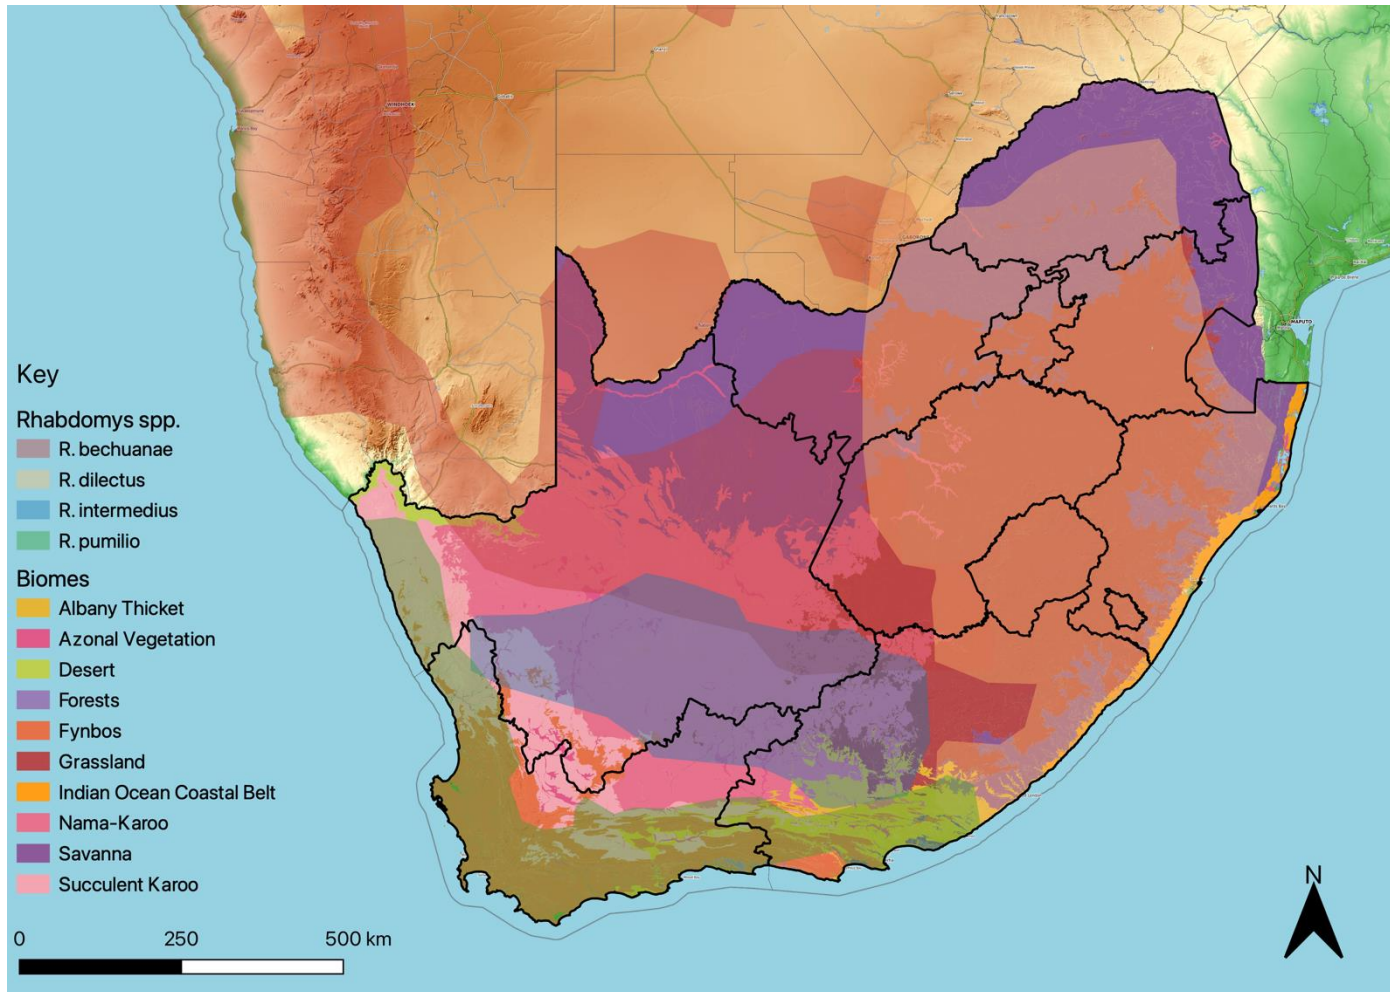 WINDHOEK
GABORONE
MAPUTO
Key
Rhabdomys spp.
R. bechuanae
R. dilectus
R. intermedius
R. pumilio
Biomes
Albany Thicket
Azonal Vegetation
Desert
Forests
Fynbos
Grassland
Indian Ocean Coastal Belt
Nama-Karoo
Savanna
Succulent Karoo
0 250 500 km
N